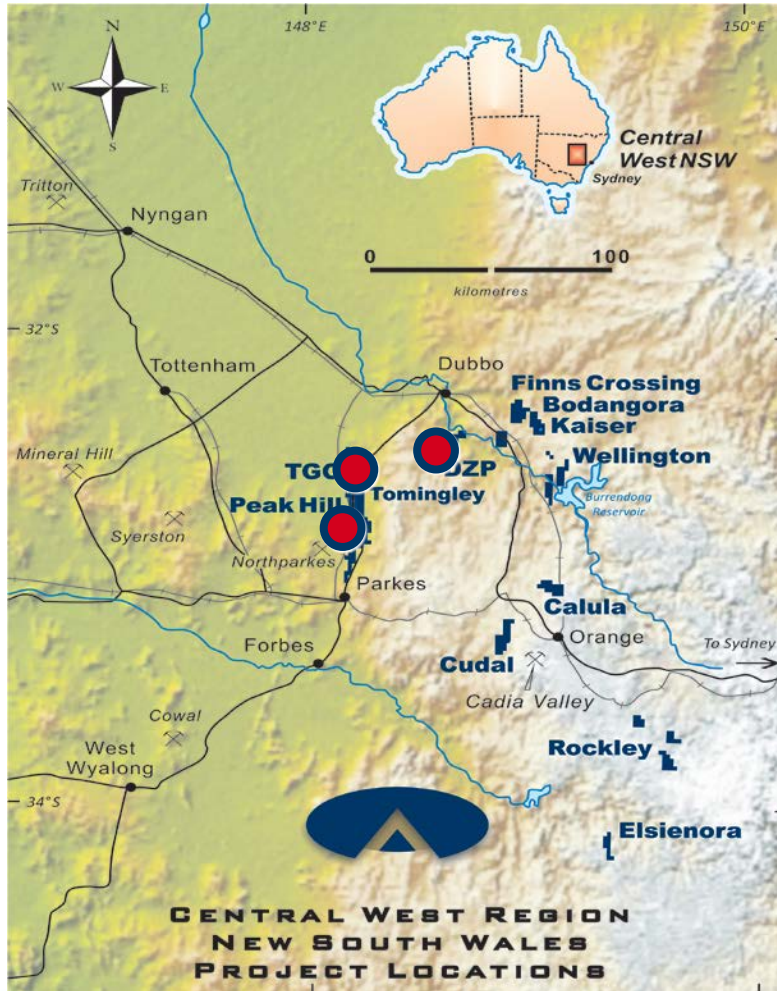 148°E
150°E
N
W
E
S
Central
West NSW
Sydney
Tritton
Nyngan
0
100
kilometres
32°S
Tottenham
Dubbo
Finns Crossing
Bodangora
Kaiser
Mineral Hill
TGO
DZP
Wellington
Tomingley
Peak Hill
Burrendong
Reservoir
Syerston
Northparkes
Parkes
Calula
Forbes
Orange
To Sydney
Cudal
Cadia Valley
Cowal
West
Wyalong
Rockley
34°S
Elsienora
CENTRAL WEST REGION
NEW SOUTH WALES
PROJECT LOCATIONS